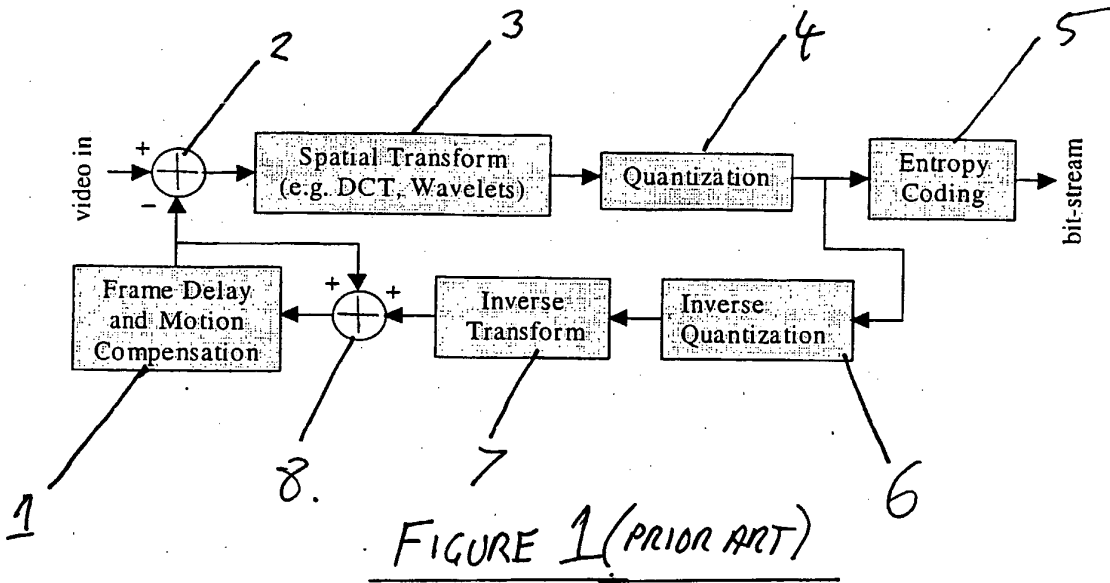 2
3
4
5
video in
+
−
Spatial Transform
(e.g. DCT, Wavelets)
Quantization
Entropy
Coding
bit-stream
Frame Delay
and Motion
Compensation
+
+
Inverse
Transform
Inverse
Quantization
1
8.
7
6
FIGURE 1 (PRIOR ART)